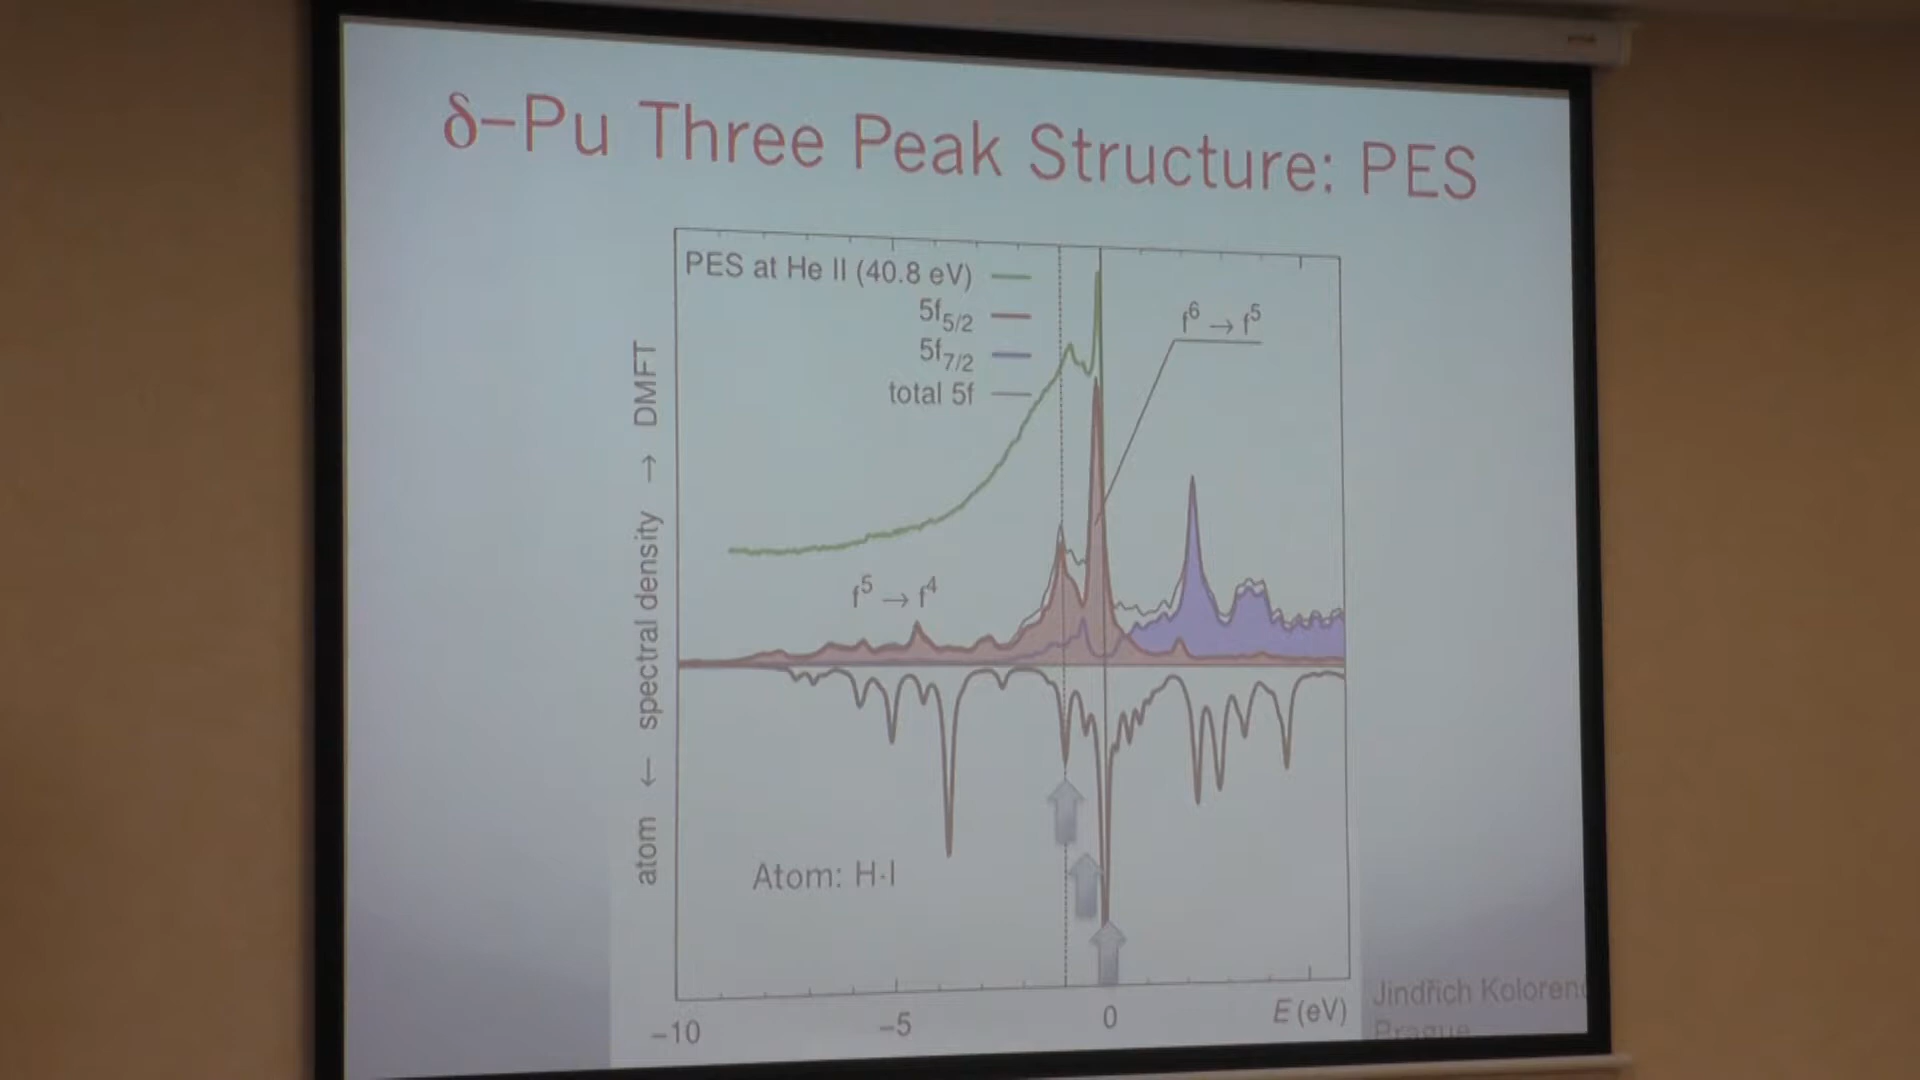 δ–Pu Three Peak Structure: PES
PES at He II (40.8 eV)
5f5/2
5f7/2
total 5f
f6 → f5
f5 → f4
atom ← spectral density → DMFT
Atom: H-I
−10
−5
0
E (eV)
Jindřich
Prague